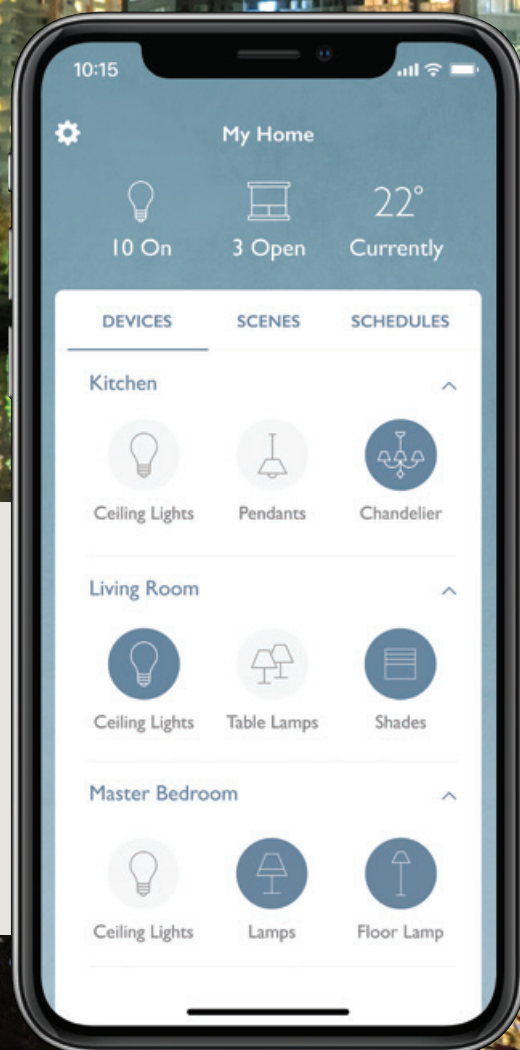 10:15
My Home
10 On 3 Open 22° Currently
DEVICES SCENES SCHEDULES
Kitchen
Ceiling Lights Pendants Chandelier
Living Room
Ceiling Lights Table Lamps Shades
Master Bedroom
Ceiling Lights Lamps Floor Lamp